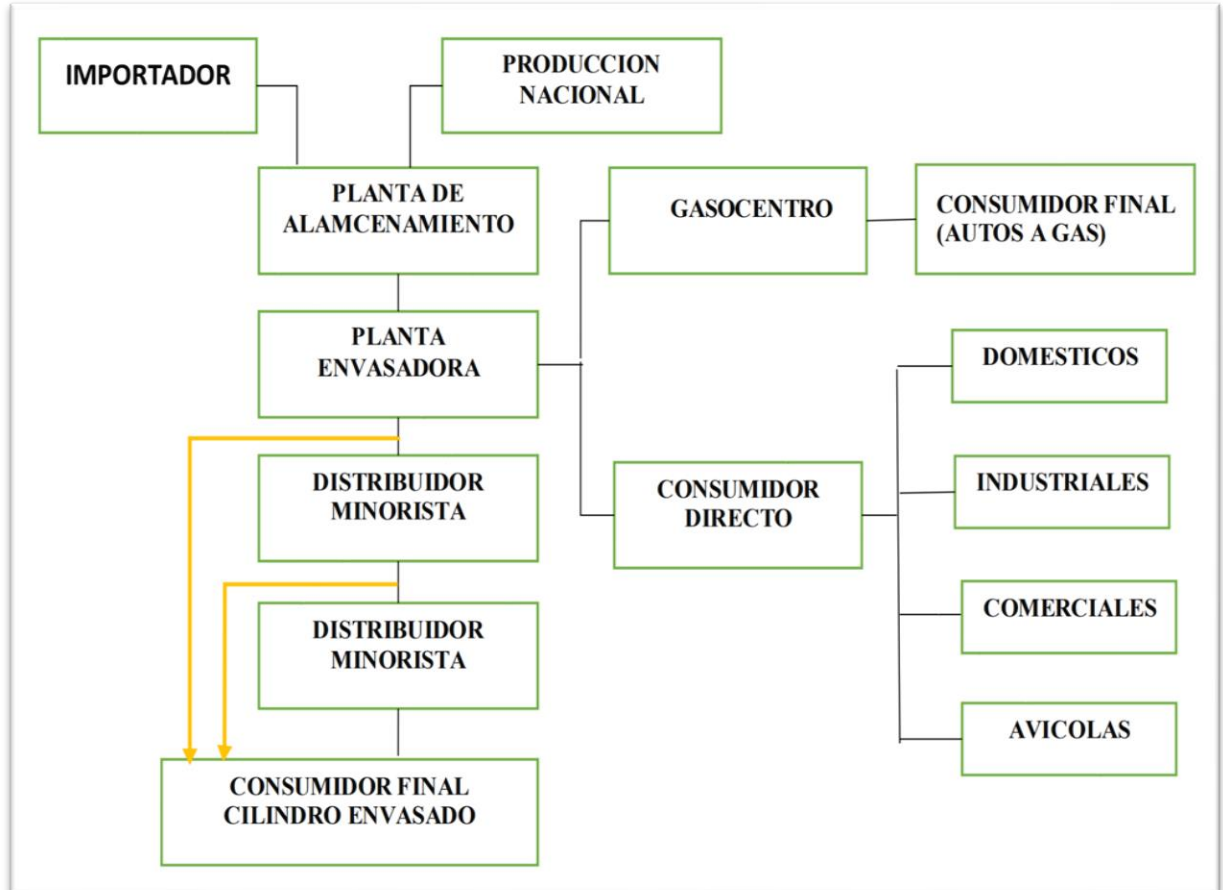 IMPORTADOR
PRODUCCION
NACIONAL
PLANTA DE
ALAMCENAMIENTO
GASOCENTRO
CONSUMIDOR FINAL
(AUTOS A GAS)
PLANTA
ENVASADORA
DOMESTICOS
DISTRIBUIDOR
MINORISTA
CONSUMIDOR
DIRECTO
INDUSTRIALES
DISTRIBUIDOR
MINORISTA
COMERCIALES
AVICOLAS
CONSUMIDOR FINAL
CILINDRO ENVASADO